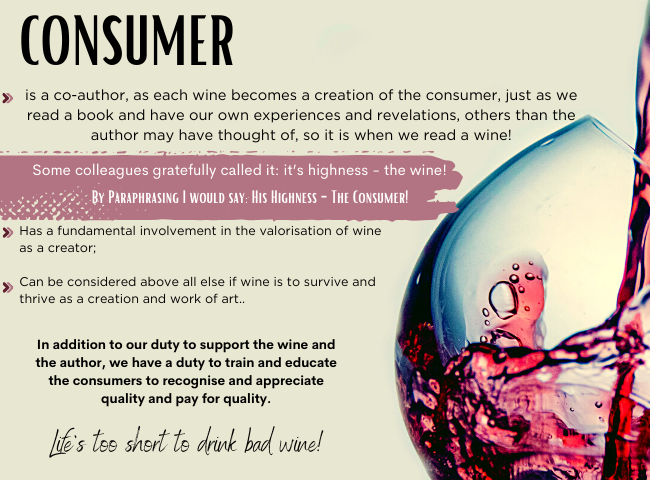 CONSUMER
is a co-author, as each wine becomes a creation of the consumer, just as we
read a book and have our own experiences and revelations, others than the
author may have thought of, so it is when we read a wine!
Some colleagues gratefully called it: it's highness - the wine!
By Paraphrasing I would say: His Highness - The Consumer!
Has a fundamental involvement in the valorisation of wine
as a creator;
Can be considered above all else if wine is to survive and
thrive as a creation and work of art..
In addition to our duty to support the wine and
the author, we have a duty to train and educate
the consumers to recognise and appreciate
quality and pay for quality.
Life's too short to drink bad wine!